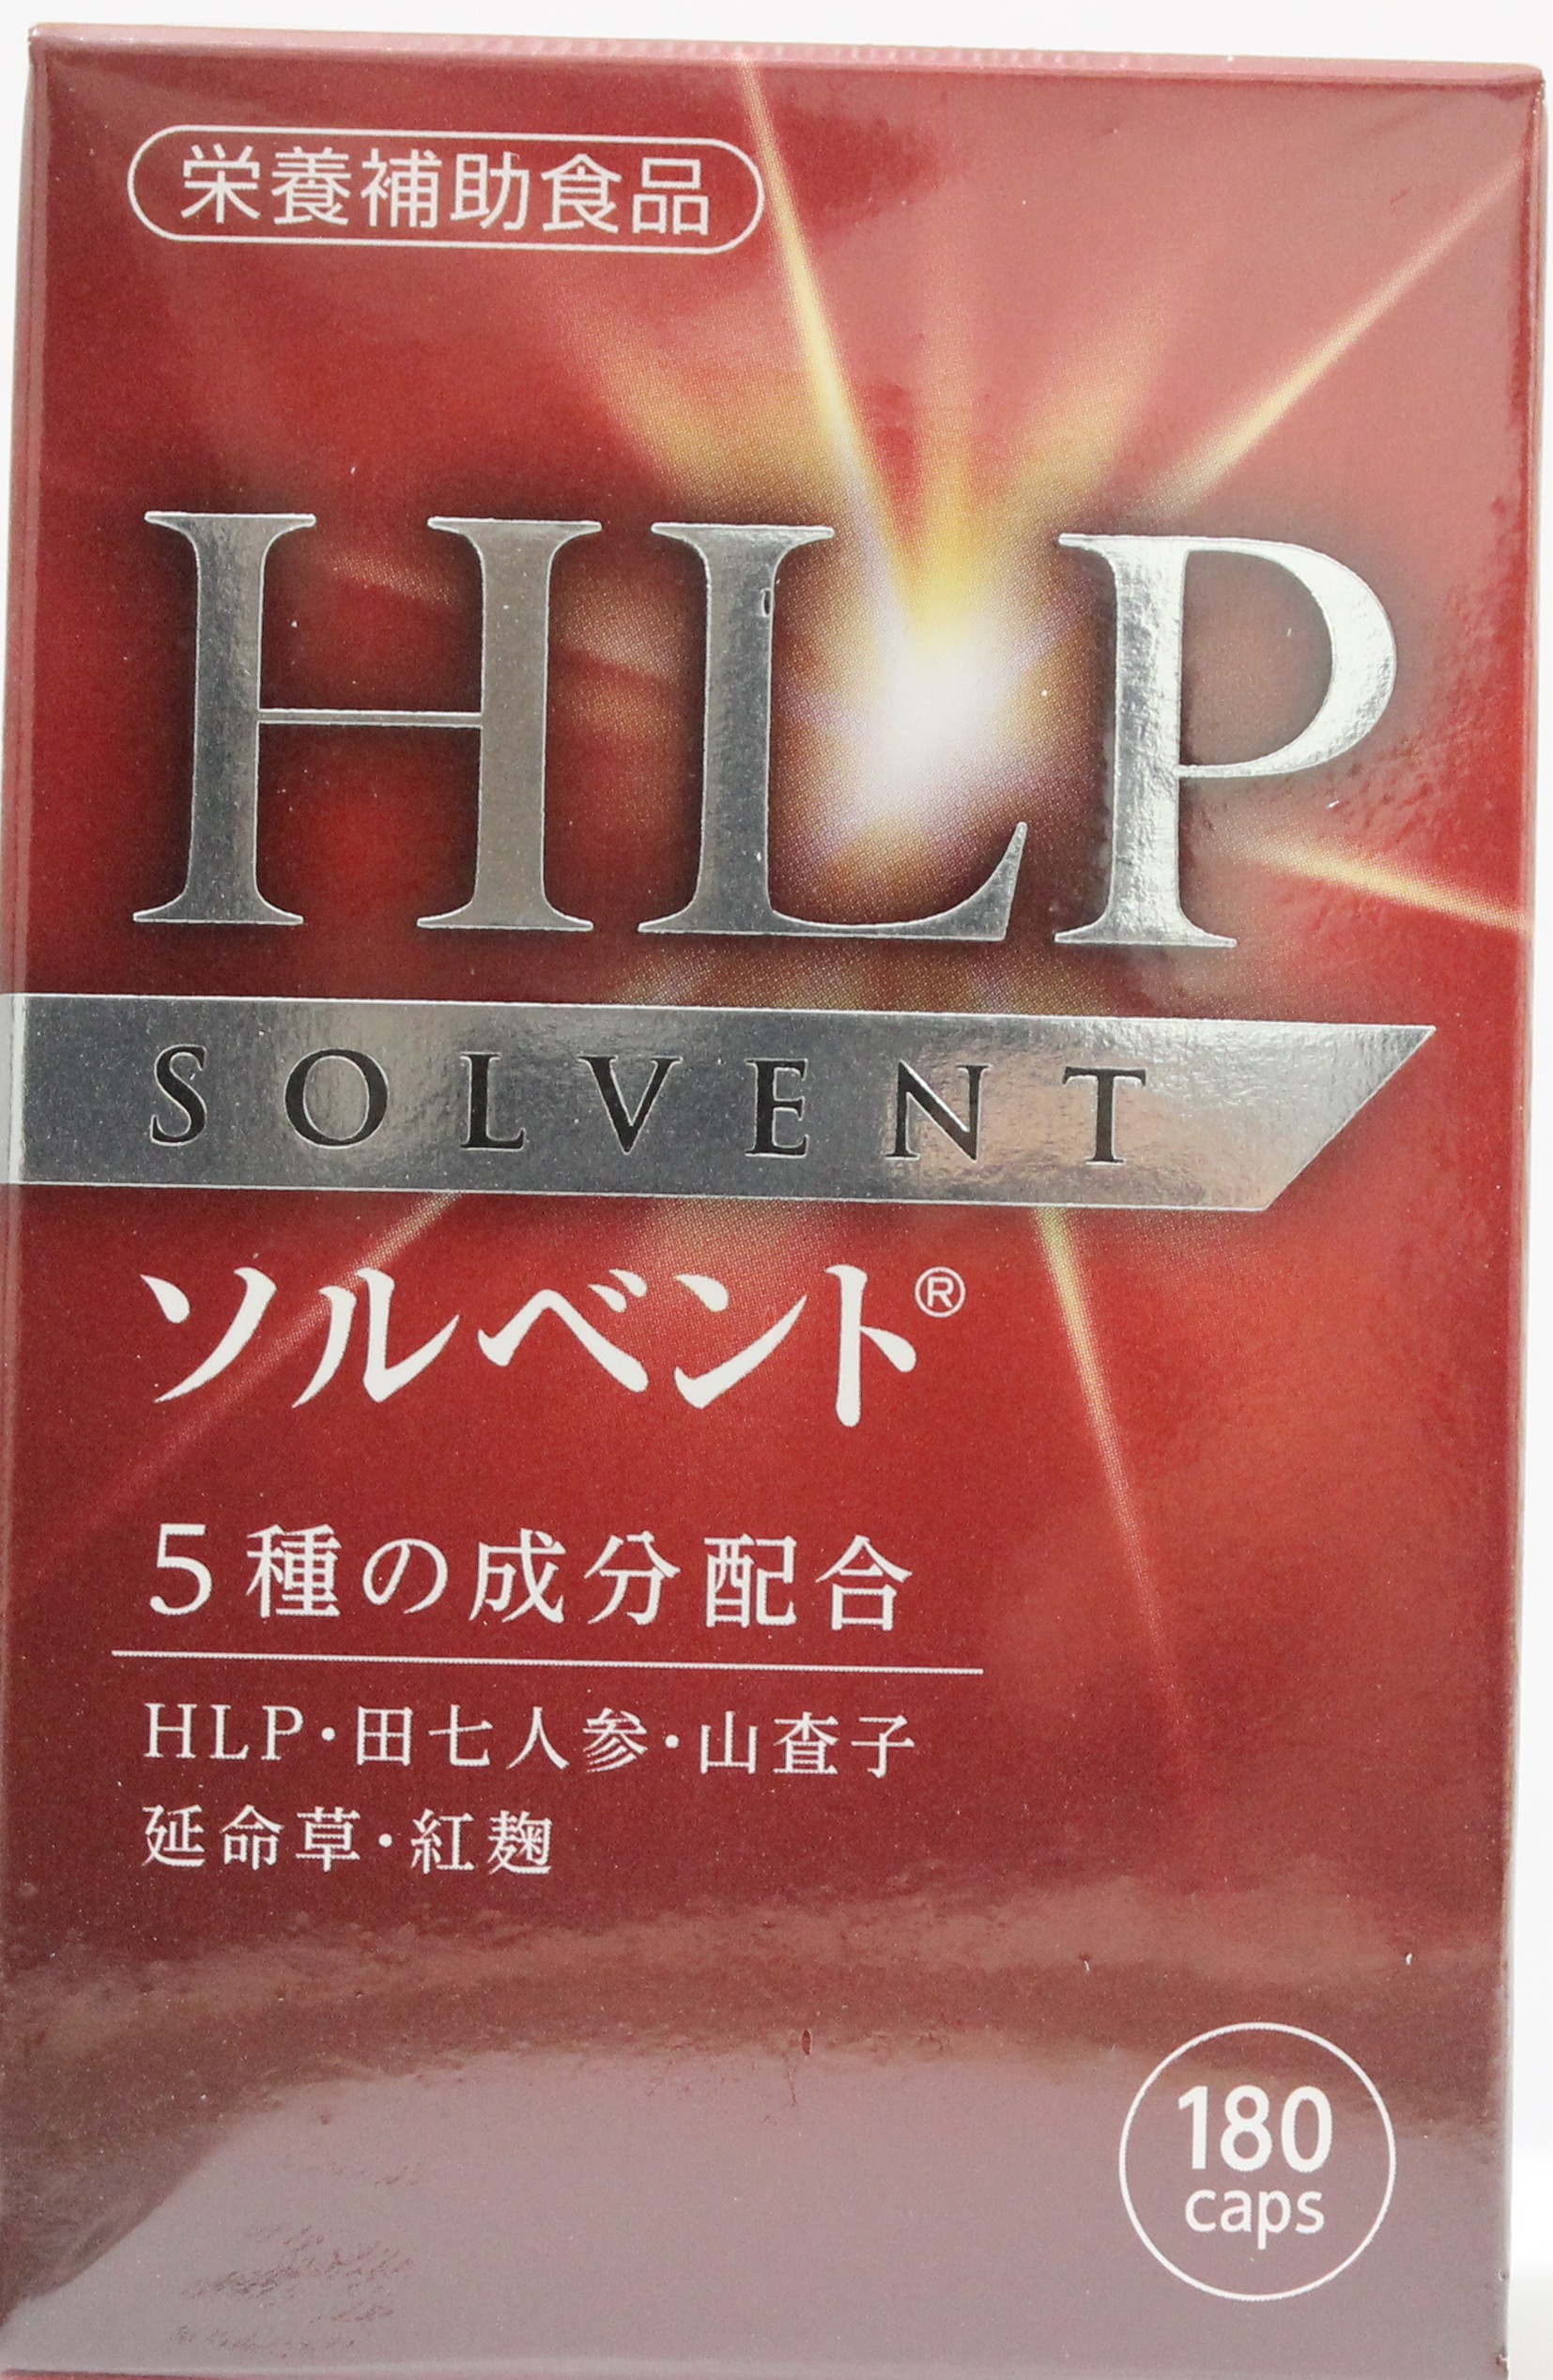 栄養補助食品
HLP
SOLVENT
ソルベント®
5種の成分配合
HLP・田七人参・山査子
延命草・紅麹
180
caps